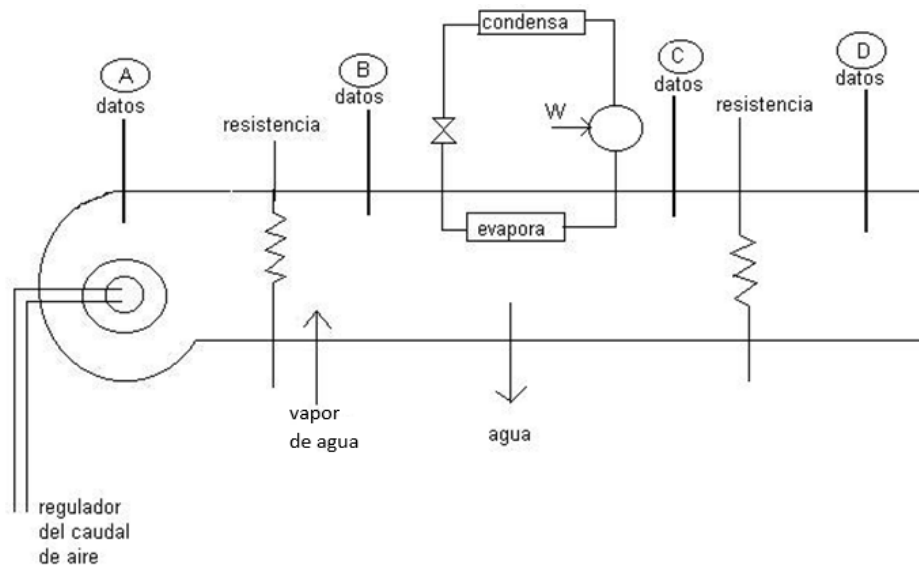 A
datos
resistencia
B
datos
condensa
W
evapora
C
datos
resistencia
D
datos
vapor
de agua
agua
regulador
del caudal
de aire